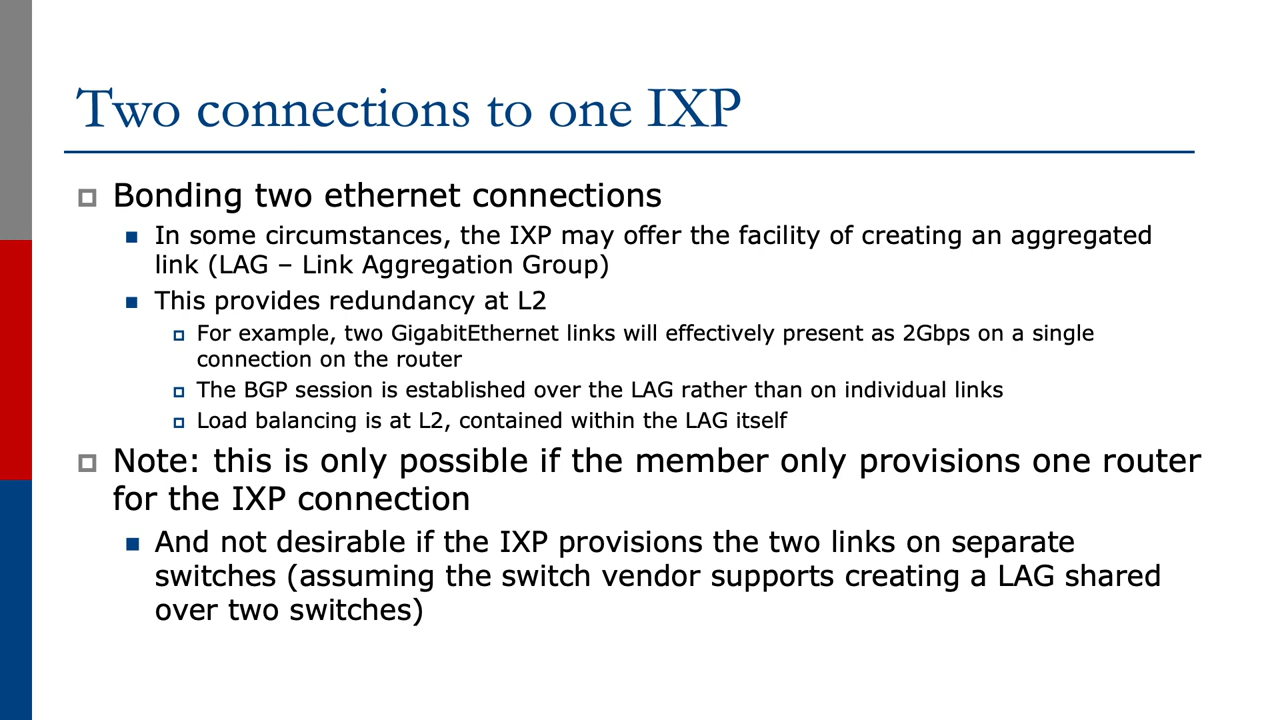 Two connections to one IXP
Bonding two ethernet connections
In some circumstances, the IXP may offer the facility of creating an aggregated
link (LAG – Link Aggregation Group)
This provides redundancy at L2
For example, two GigabitEthernet links will effectively present as 2Gbps on a single
connection on the router
The BGP session is established over the LAG rather than on individual links
Load balancing is at L2, contained within the LAG itself
Note: this is only possible if the member only provisions one router
for the IXP connection
And not desirable if the IXP provisions the two links on separate
switches (assuming the switch vendor supports creating a LAG shared
over two switches)